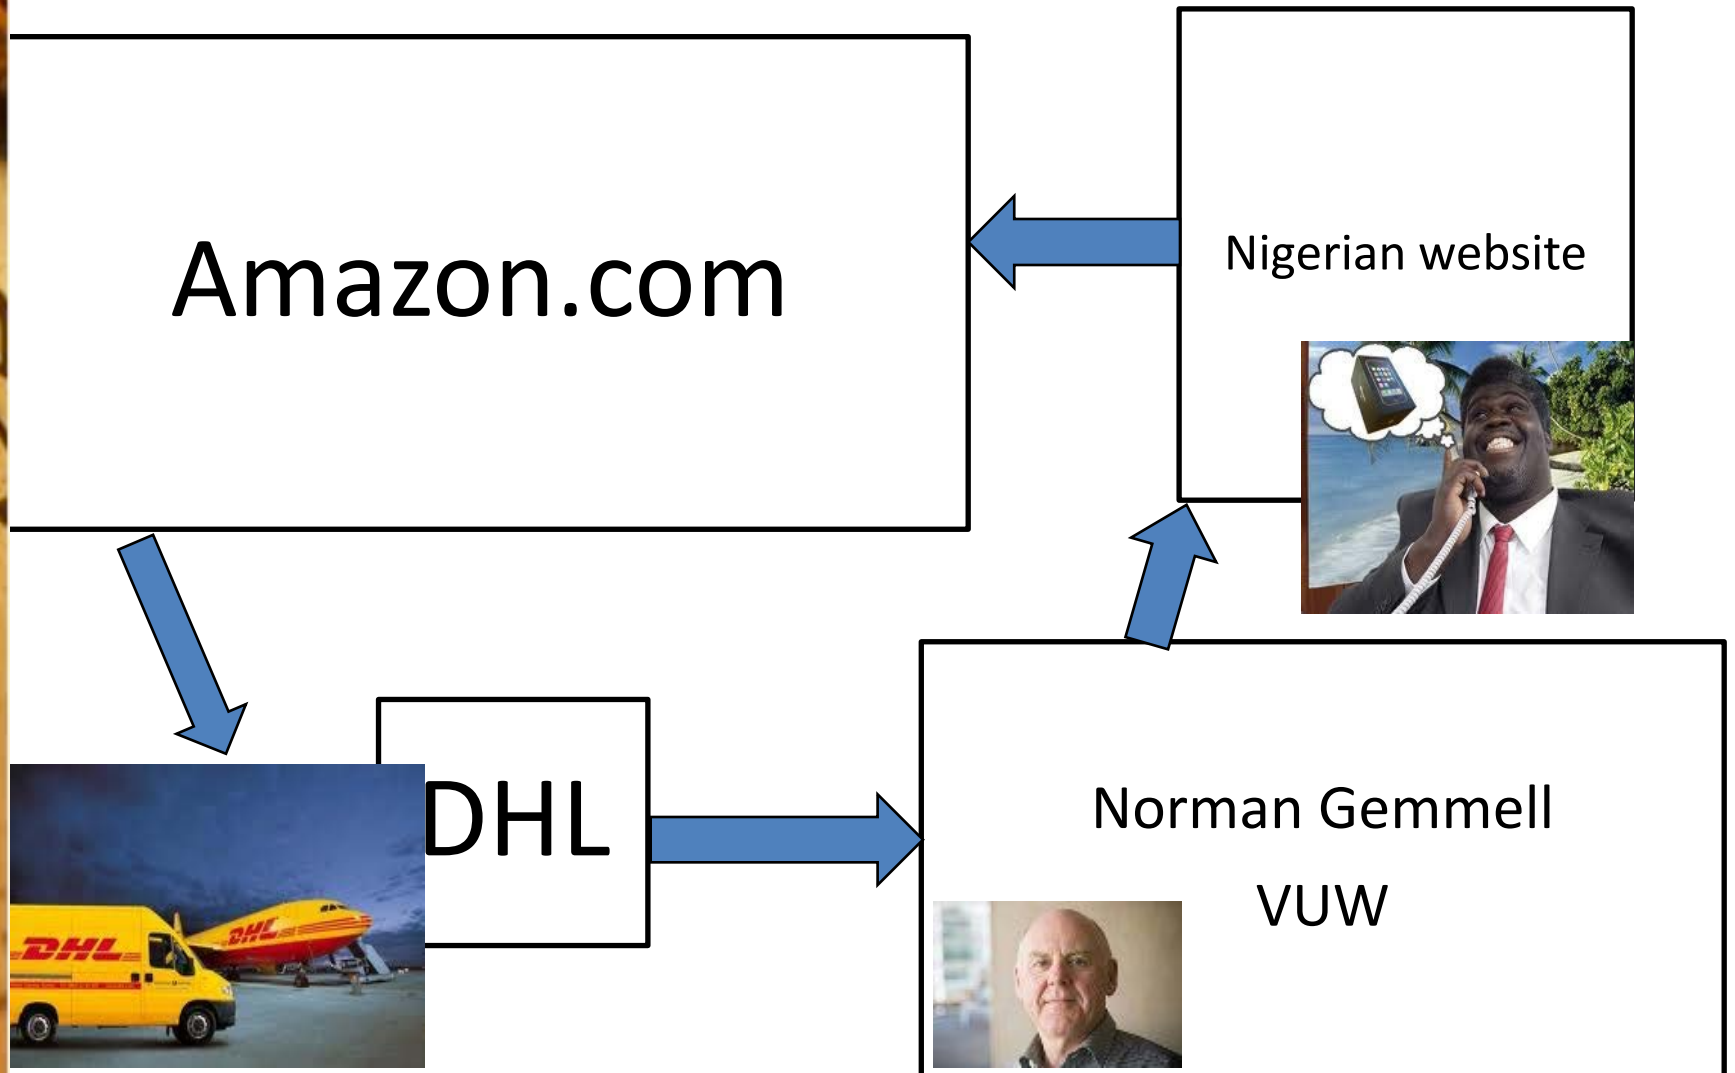 Amazon.com
Nigerian website
DHL
Norman Gemmell
VUW
DHL
DHL